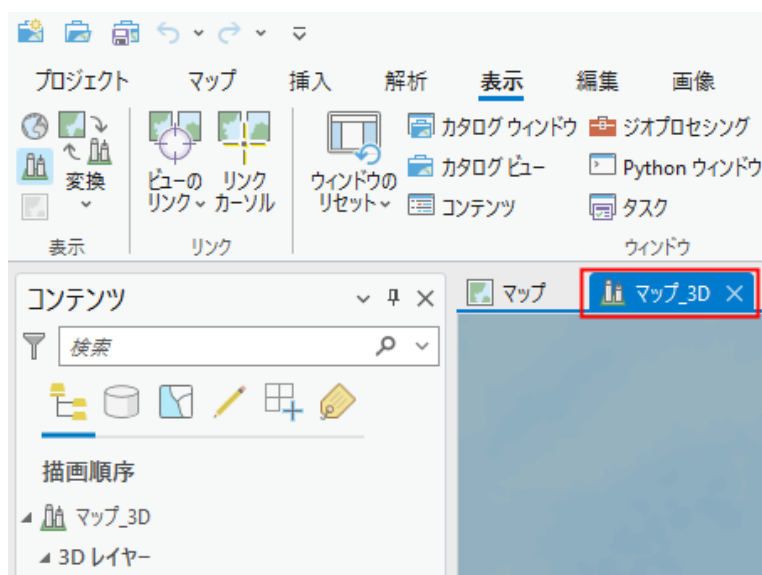 プロジェクト マップ 挿入 解析 表示 編集 画像
変換
ビューの
リンク
リンク
カーソル
ウィンドウの
リセット
カタログ ウィンドウ
カタログ ビュー
コンテンツ
ジオプロセシング
Python ウィンドウ
タスク
表示 リンク ウィンドウ
コンテンツ
検索
描画順序
マップ_3D
3D レイヤー
マップ マップ_3D